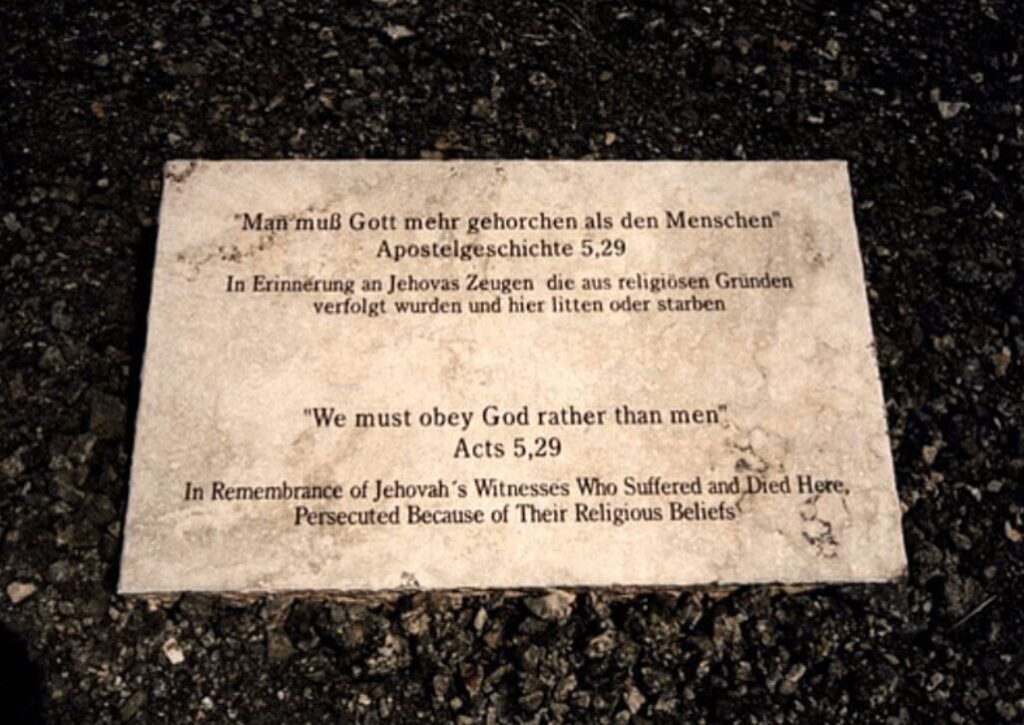 "Man muß Gott mehr gehorchen als den Menschen"
Apostelgeschichte 5,29
In Erinnerung an Jehovas Zeugen die aus religiösen Gründen
verfolgt wurden und hier litten oder starben
"We must obey God rather than men"
Acts 5,29
In Remembrance of Jehovah´s Witnesses Who Suffered and Died Here,
Persecuted Because of Their Religious Beliefs